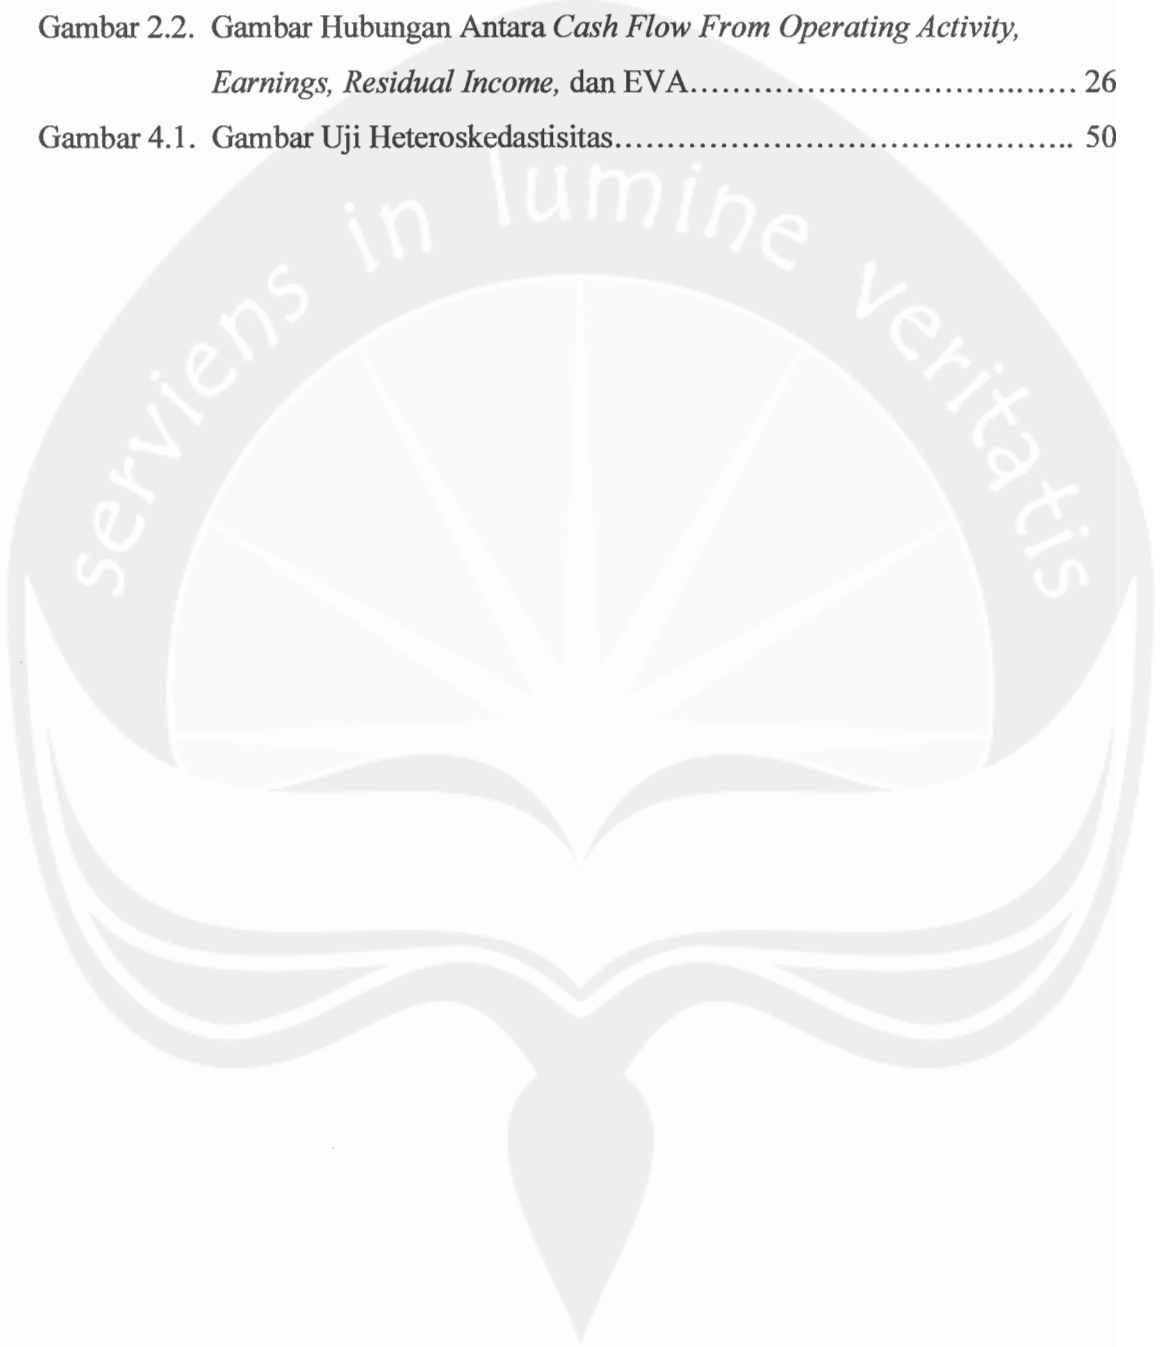 Gambar 2.2. Gambar Hubungan Antara Cash Flow From Operating Activity,
Earnings, Residual Income, dan EVA.................................... 26
Gambar 4.1. Gambar Uji Heteroskedastisitas........................................... 50
serviens in lumine veritatis